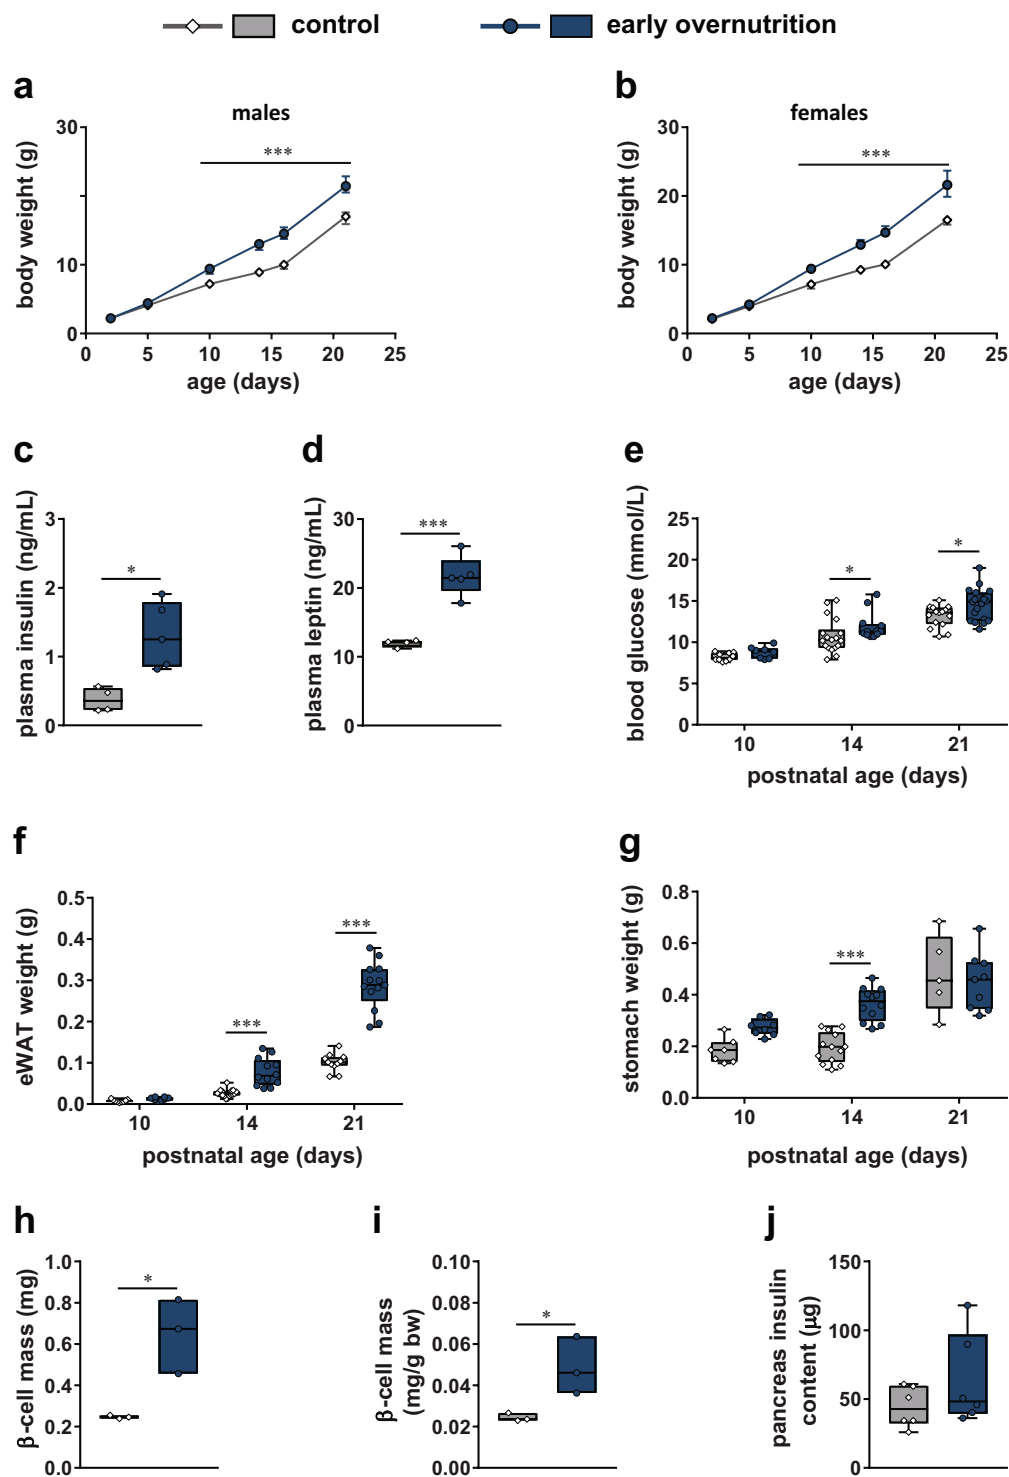 control
early overnutrition
a
males
body weight (g)
30
10
0
***
0 5 10 15 20 25
age (days)
b
females
body weight (g)
30
20
10
0
***
0 5 10 15 20 25
age (days)
c
plasma insulin (ng/mL)
3
2
1
0
*
d
plasma leptin (ng/mL)
30
20
10
0
***
e
blood glucose (mmol/L)
25
20
15
10
5
0
*
*
10 14 21
postnatal age (days)
f
eWAT weight (g)
0.5
0.4
0.3
0.2
0.1
0.0
***
***
10 14 21
postnatal age (days)
g
stomach weight (g)
0.8
0.6
0.4
0.2
0.0
***
10 14 21
postnatal age (days)
h
β-cell mass (mg)
1.0
0.8
0.6
0.4
0.2
0.0
*
i
β-cell mass
(mg/g bw)
0.10
0.08
0.06
0.04
0.02
0.00
*
j
pancreas insulin
content (µg)
150
100
50
0